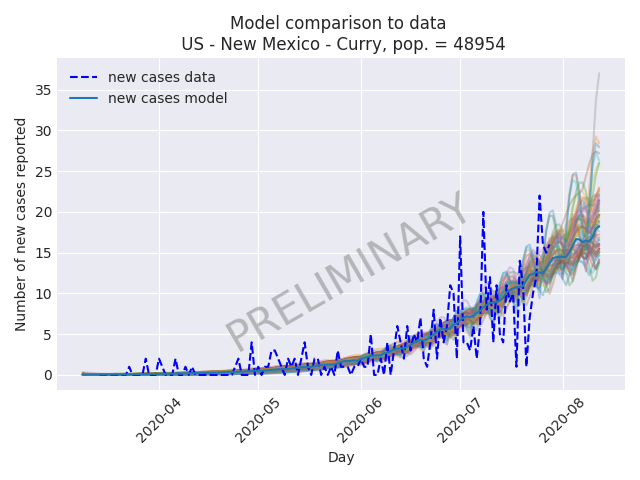 Model comparison to data
US - New Mexico - Curry, pop. = 48954
new cases data
new cases model
PRELIMINARY
Number of new cases reported
35
30
25
20
15
10
5
0
2020-04
2020-05
2020-06
2020-07
2020-08
Day